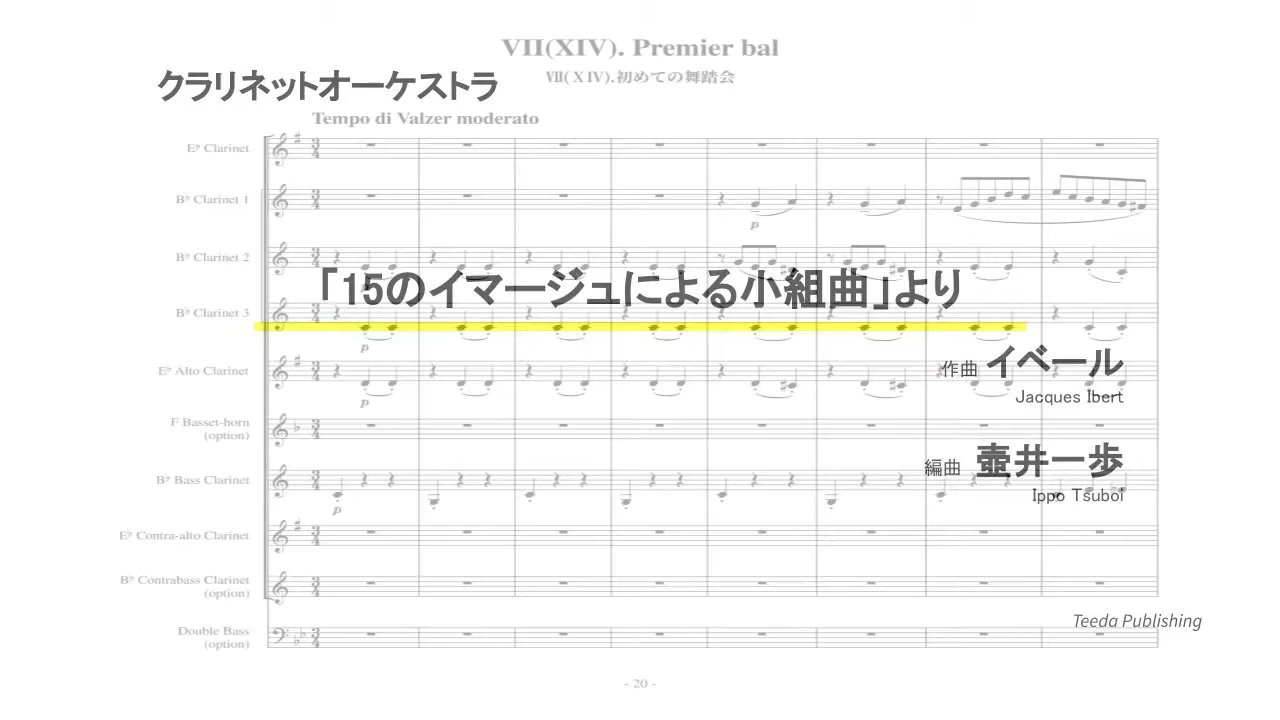 VII(XIV). Premier bal
Ⅶ(ⅩⅣ).初めての舞踏会
クラリネットオーケストラ
Tempo di Valzer moderato
E♭ Clarinet
B♭ Clarinet 1
p
B♭ Clarinet 2
「15のイマージュによる小組曲」より
B♭ Clarinet 3
p
作曲 イベール
E♭ Alto Clarinet
Jacques Ibert
p
F Basset-horn
(option)
編曲 壺井一歩
B♭ Bass Clarinet
Ippo Tsuboi
p
E♭ Contra-alto Clarinet
B♭ Contrabass Clarinet
(option)
Teeda Publishing
Double Bass
(option)
- 20 -